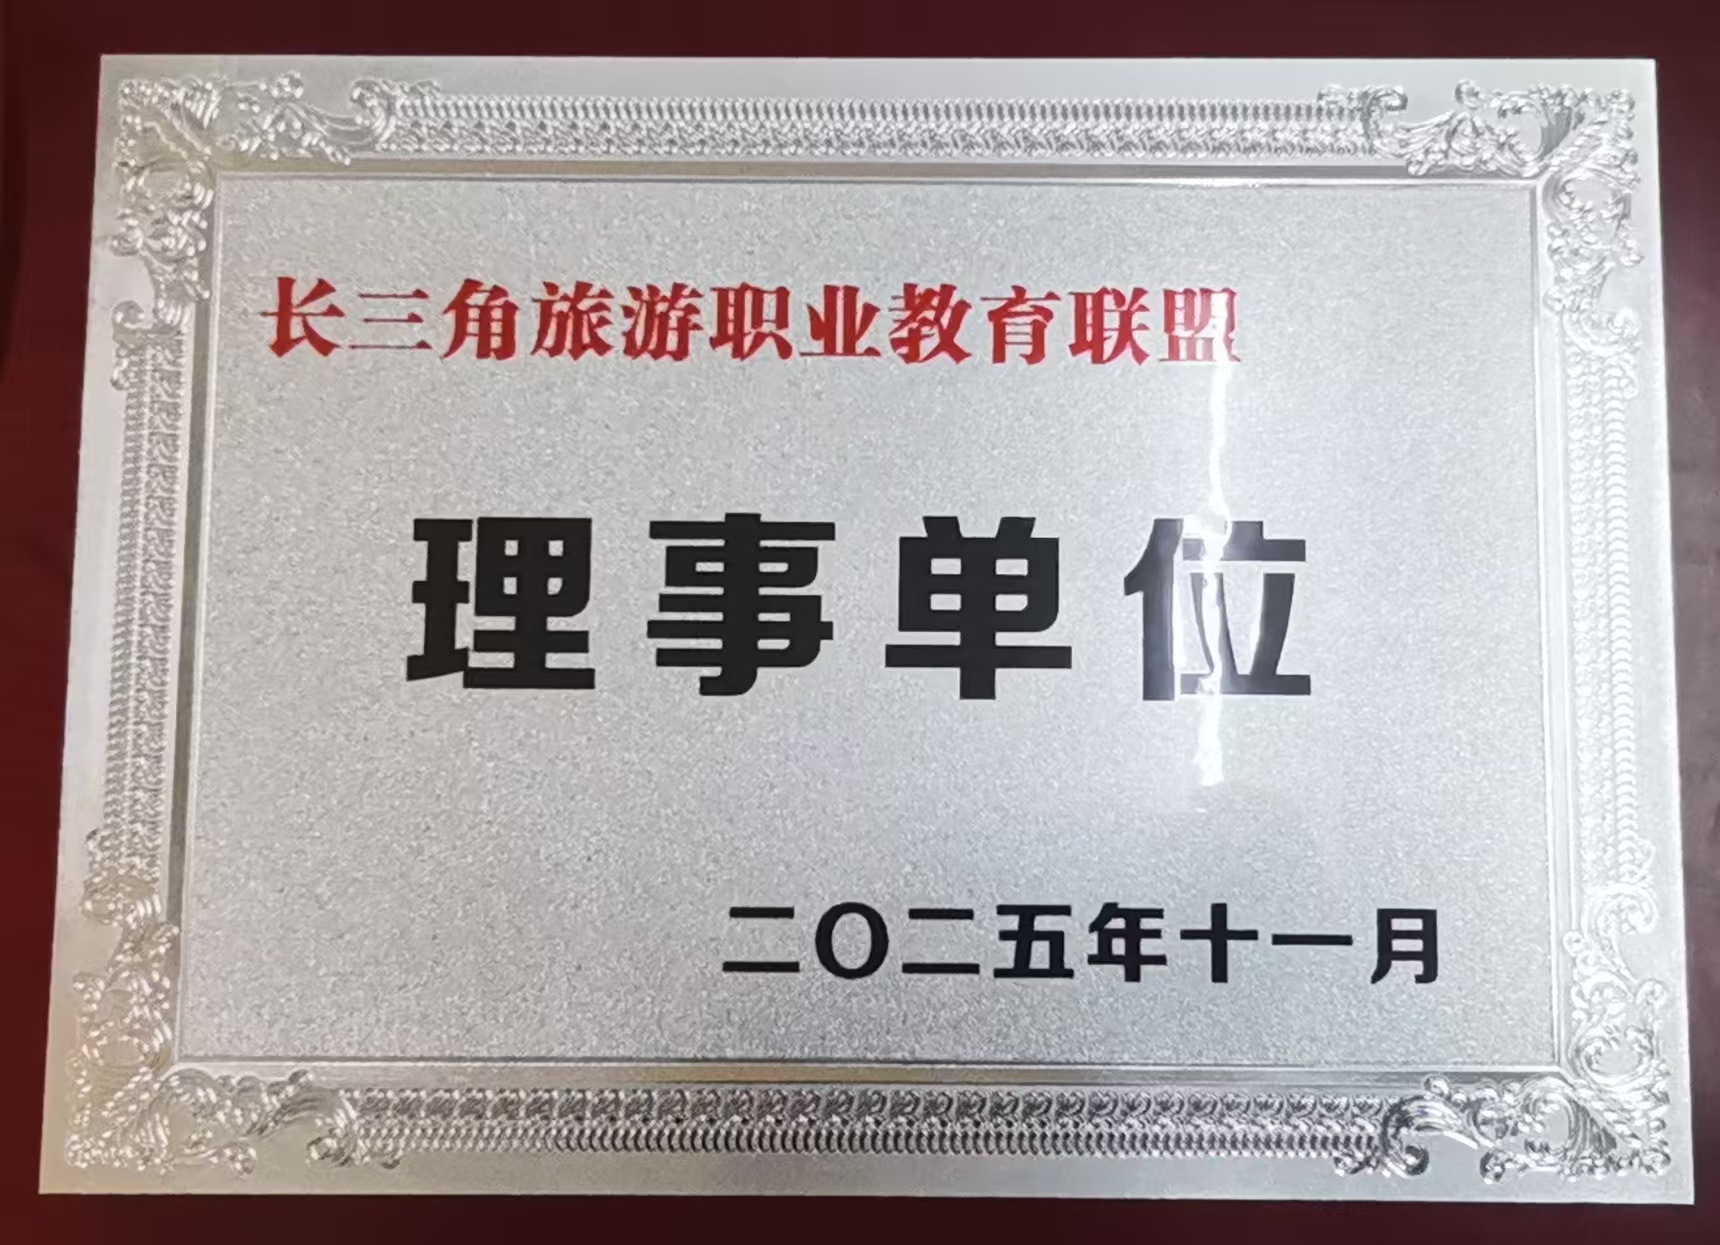 长三角旅游职业教育联盟
理事单位
二〇二五年十一月